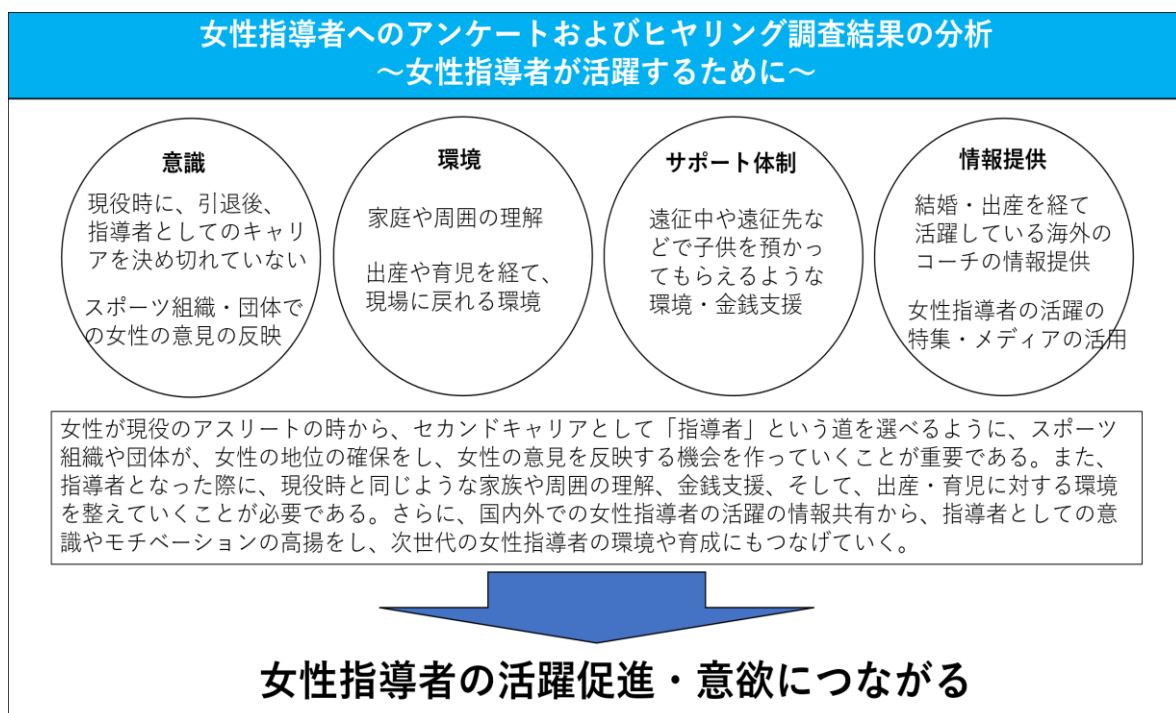 女性指導者へのアンケートおよびヒヤリング調査結果の分析
～女性指導者が活躍するために～
意識
現役時に、引退後、
指導者としてのキャリ
アを決め切れていない
スポーツ組織・団体で
の女性の意見の反映
環境
家庭や周囲の理解
出産や育児を経て、
現場に戻れる環境
サポート体制
遠征中や遠征先な
どで子供を預かっ
てもらえるような
環境・金銭支援
情報提供
結婚・出産を経て
活躍している海外の
コーチの情報提供
女性指導者の活躍の
特集・メディアの活用
女性が現役のアスリートの時から、セカンドキャリアとして「指導者」という道を選べるように、スポーツ
組織や団体が、女性の地位の確保をし、女性の意見を反映する機会を作っていくことが重要である。また、
指導者となった際に、現役時と同じような家族や周囲の理解、金銭支援、そして、出産・育児に対する環境
を整えていくことが必要である。さらに、国内外での女性指導者の活躍の情報共有から、指導者としての意
識やモチベーションの高揚をし、次世代の女性指導者の環境や育成にもつなげていく。
女性指導者の活躍促進・意欲につながる